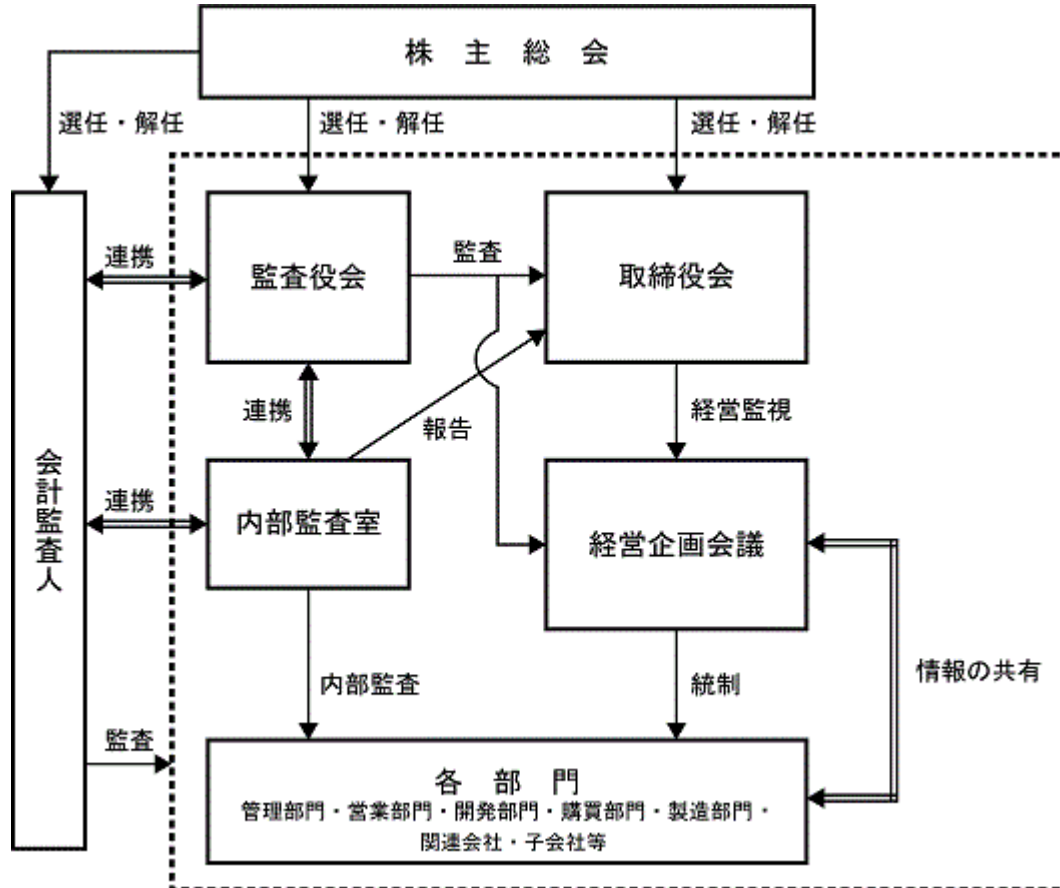 株主総会
選任・解任
選任・解任
選任・解任
連携
監査役会
監査
取締役会
連携
報告
経営監視
会計監査人
連携
内部監査室
経営企画会議
内部監査
統制
情報の共有
監査
各部門
管理部門・営業部門・開発部門・購買部門・製造部門・
関連会社・子会社等